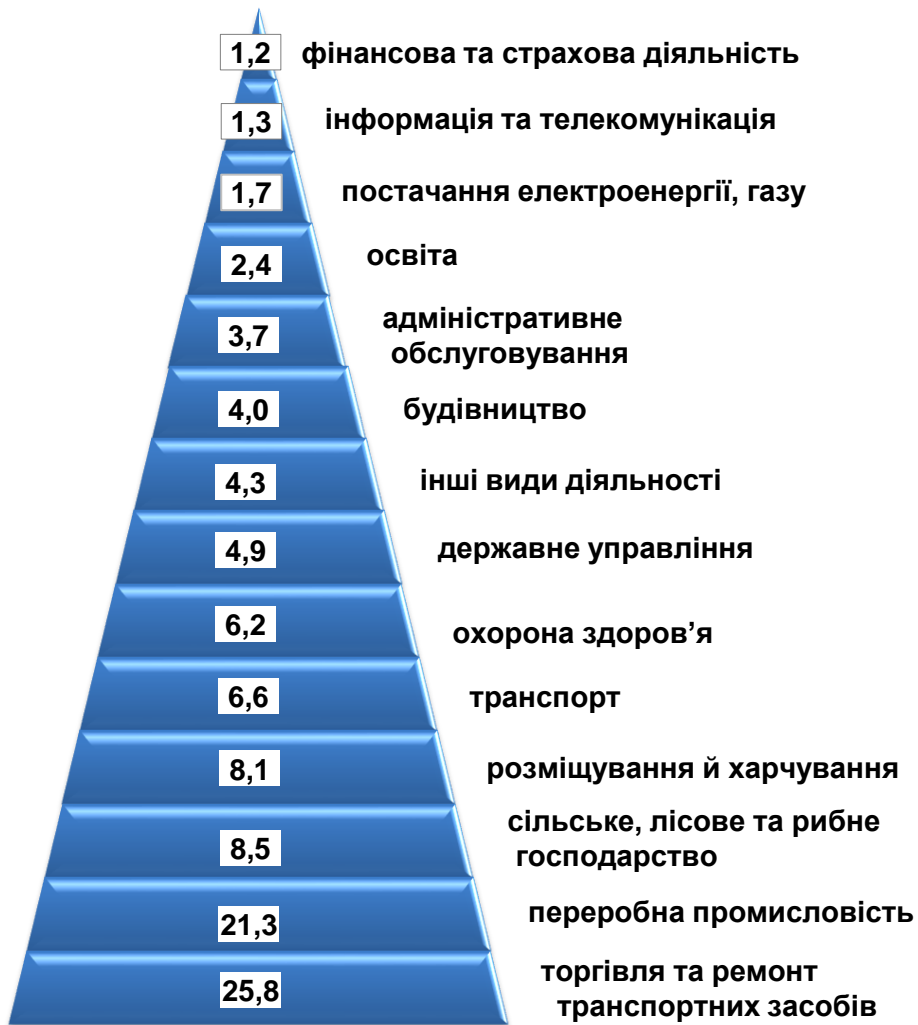 1,2 фінансова та страхова діяльність
1,3 інформація та телекомунікація
1,7 постачання електроенергії, газу
2,4 освіта
3,7 адміністративне
обслуговування
4,0 будівництво
4,3 інші види діяльності
4,9 державне управління
6,2 охорона здоров’я
6,6 транспорт
8,1 розміщування й харчування
8,5 сільське, лісове та рибне
господарство
21,3 переробна промисловість
25,8 торгівля та ремонт
транспортних засобів